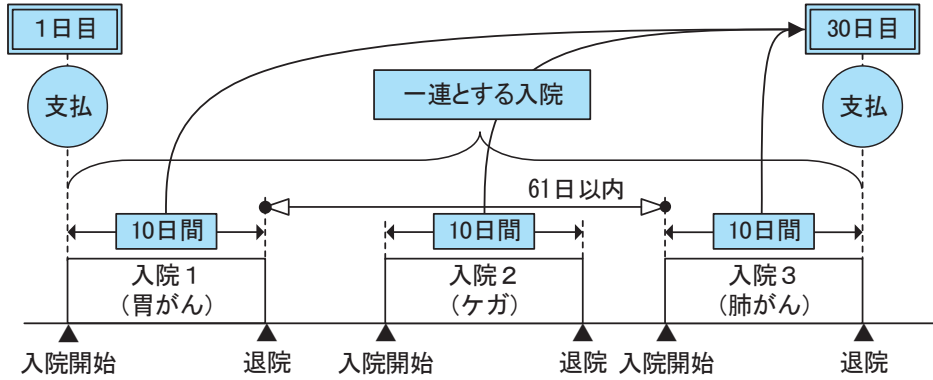 1日目
30日目
支払
一連とする入院
支払
61日以内
10日間
10日間
10日間
入院1
(胃がん)
入院2
(ケガ)
入院3
(肺がん)
入院開始
退院
入院開始
退院
入院開始
退院